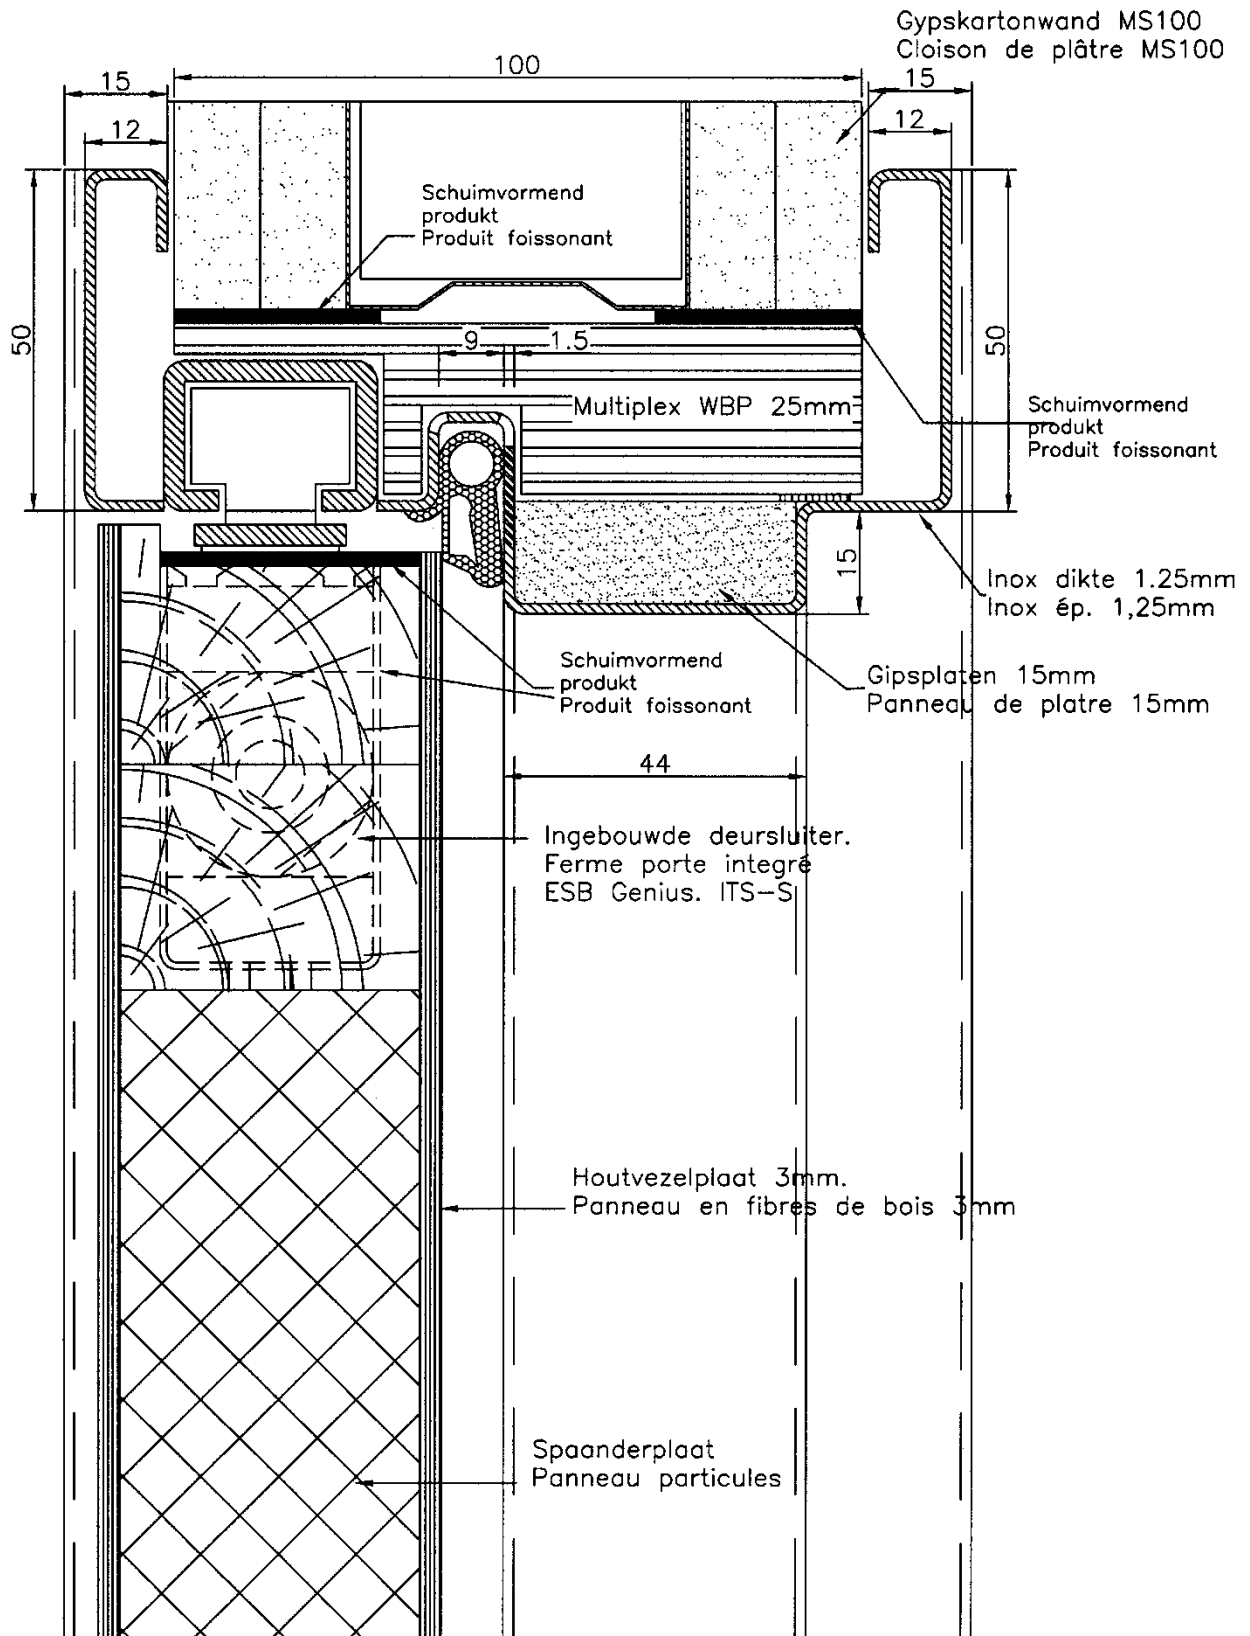 Gypskartonwand MS100
Cloison de plâtre MS100
100
15
15
12
12
Schuimvormend
produkt
Produit foissonant
50
50
9
1.5
Multiplex WBP 25mm
Schuimvormend
produkt
Produit foissonant
15
Inox dikte 1.25mm
Inox ép. 1,25mm
Schuimvormend
produkt
Produit foissonant
Gipsplaten 15mm
Panneau de platre 15mm
44
Ingebouwde deursluiter.
Ferme porte integré
ESB Genius. ITS-S
Houtvezelplaat 3mm.
Panneau en fibres de bois 3mm
Spaanderplaat
Panneau particules